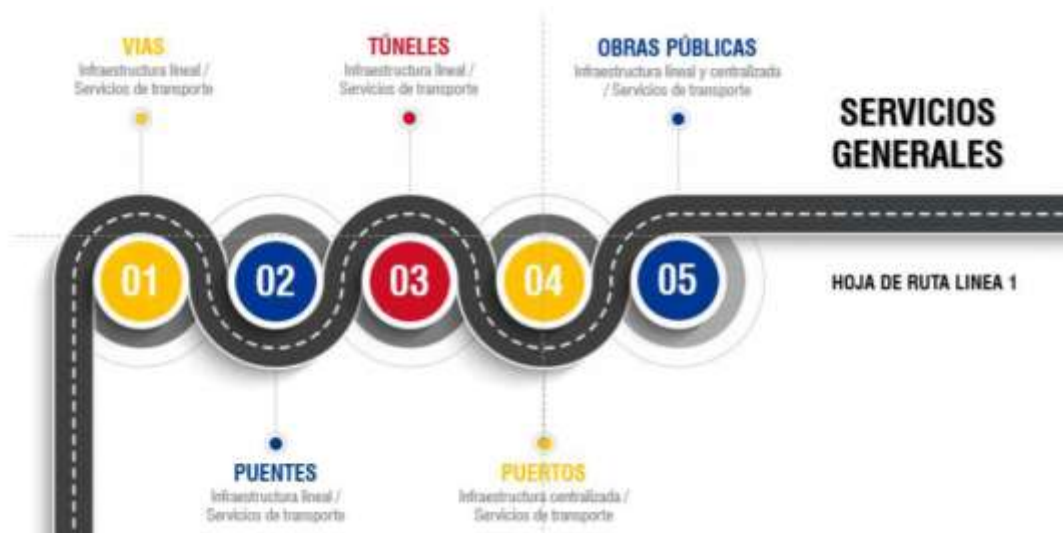 VIAS
Infraestructura lineal /
Servicios de transporte
TÚNELES
Infraestructura lineal /
Servicios de transporte
OBRAS PÚBLICAS
Infraestructura lineal y centralizada
/ Servicios de transporte
SERVICIOS
GENERALES
01
02
03
04
05
HOJA DE RUTA LINEA 1
PUENTES
Infraestructura lineal /
Servicios de transporte
PUERTOS
Infraestructura centralizada /
Servicios de transporte